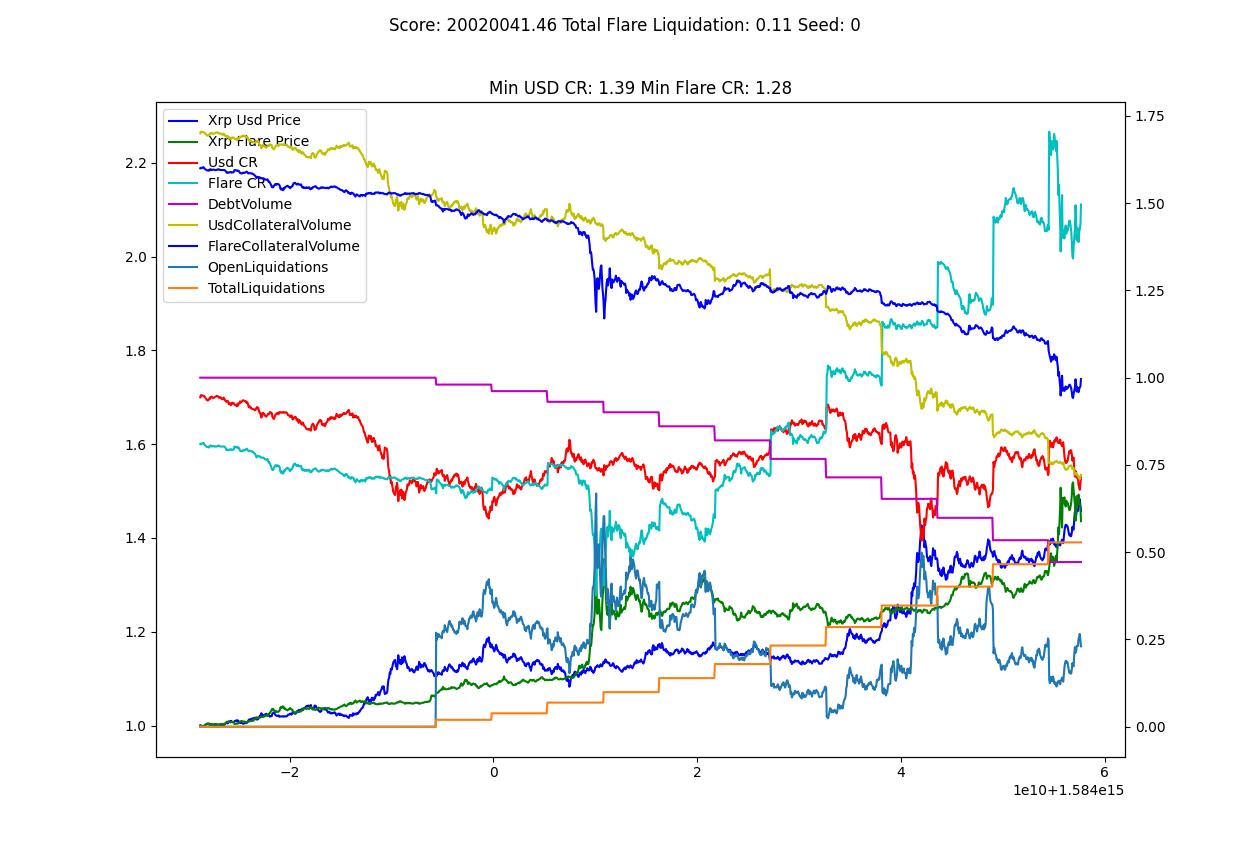 Score: 20020041.46 Total Flare Liquidation: 0.11 Seed: 0
Min USD CR: 1.39 Min Flare CR: 1.28
Xrp Usd Price
Xrp Flare Price
Usd CR
Flare CR
DebtVolume
UsdCollateralVolume
FlareCollateralVolume
OpenLiquidations
TotalLiquidations
2.2
2.0
1.8
1.6
1.4
1.2
1.0
1.75
1.50
1.25
1.00
0.75
0.50
0.25
0.00
−2
0
2
4
6
1e10+1.584e15